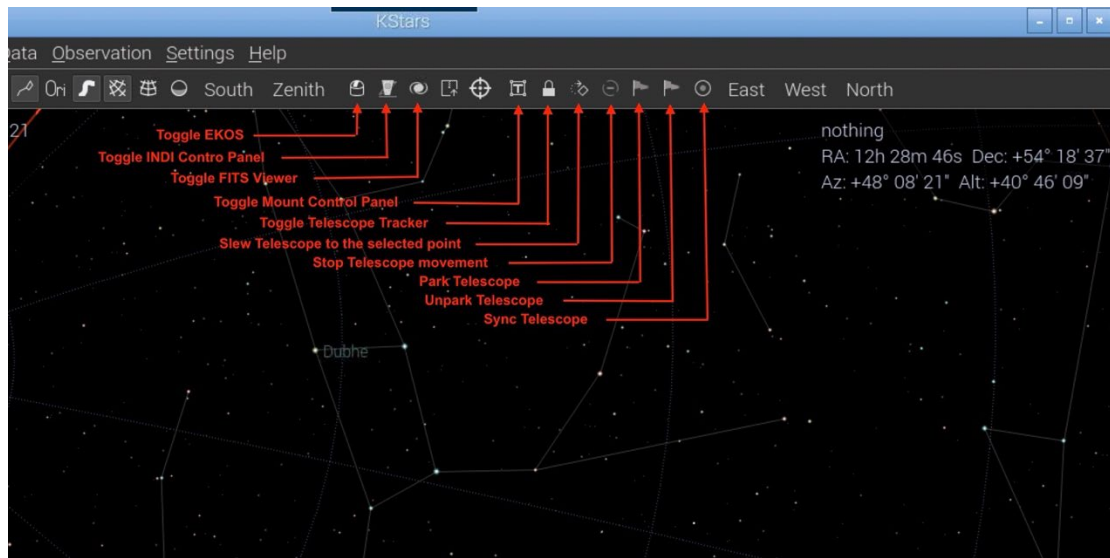 KStars
Data Observation Settings Help
Ori South Zenith T East West North
21
nothing
RA: 12h 28m 46s Dec: +54° 18' 37"
Az: +48° 08' 21" Alt: +40° 46' 09"
Toggle EKOS
Toggle INDI Contro Panel
Toggle FITS Viewer
Toggle Mount Control Panel
Toggle Telescope Tracker
Slew Telescope to the selected point
Stop Telescope movement
Park Telescope
Unpark Telescope
Sync Telescope
Dubhe